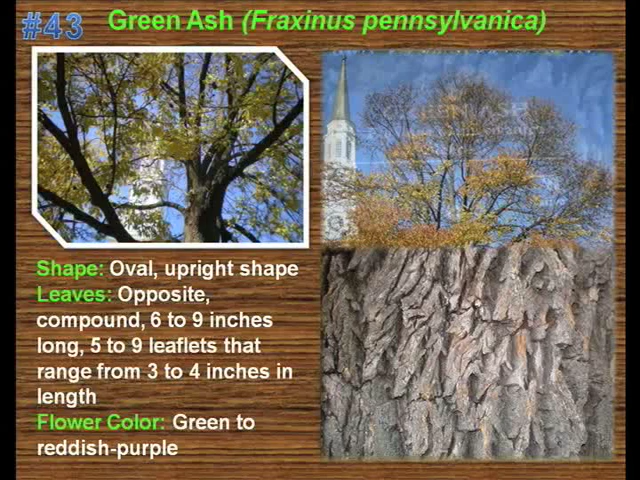 #43
Green Ash (Fraxinus pennsylvanica)
Shape: Oval, upright shape
Leaves: Opposite,
compound, 6 to 9 inches
long, 5 to 9 leaflets that
range from 3 to 4 inches in
length
Flower Color: Green to
reddish-purple